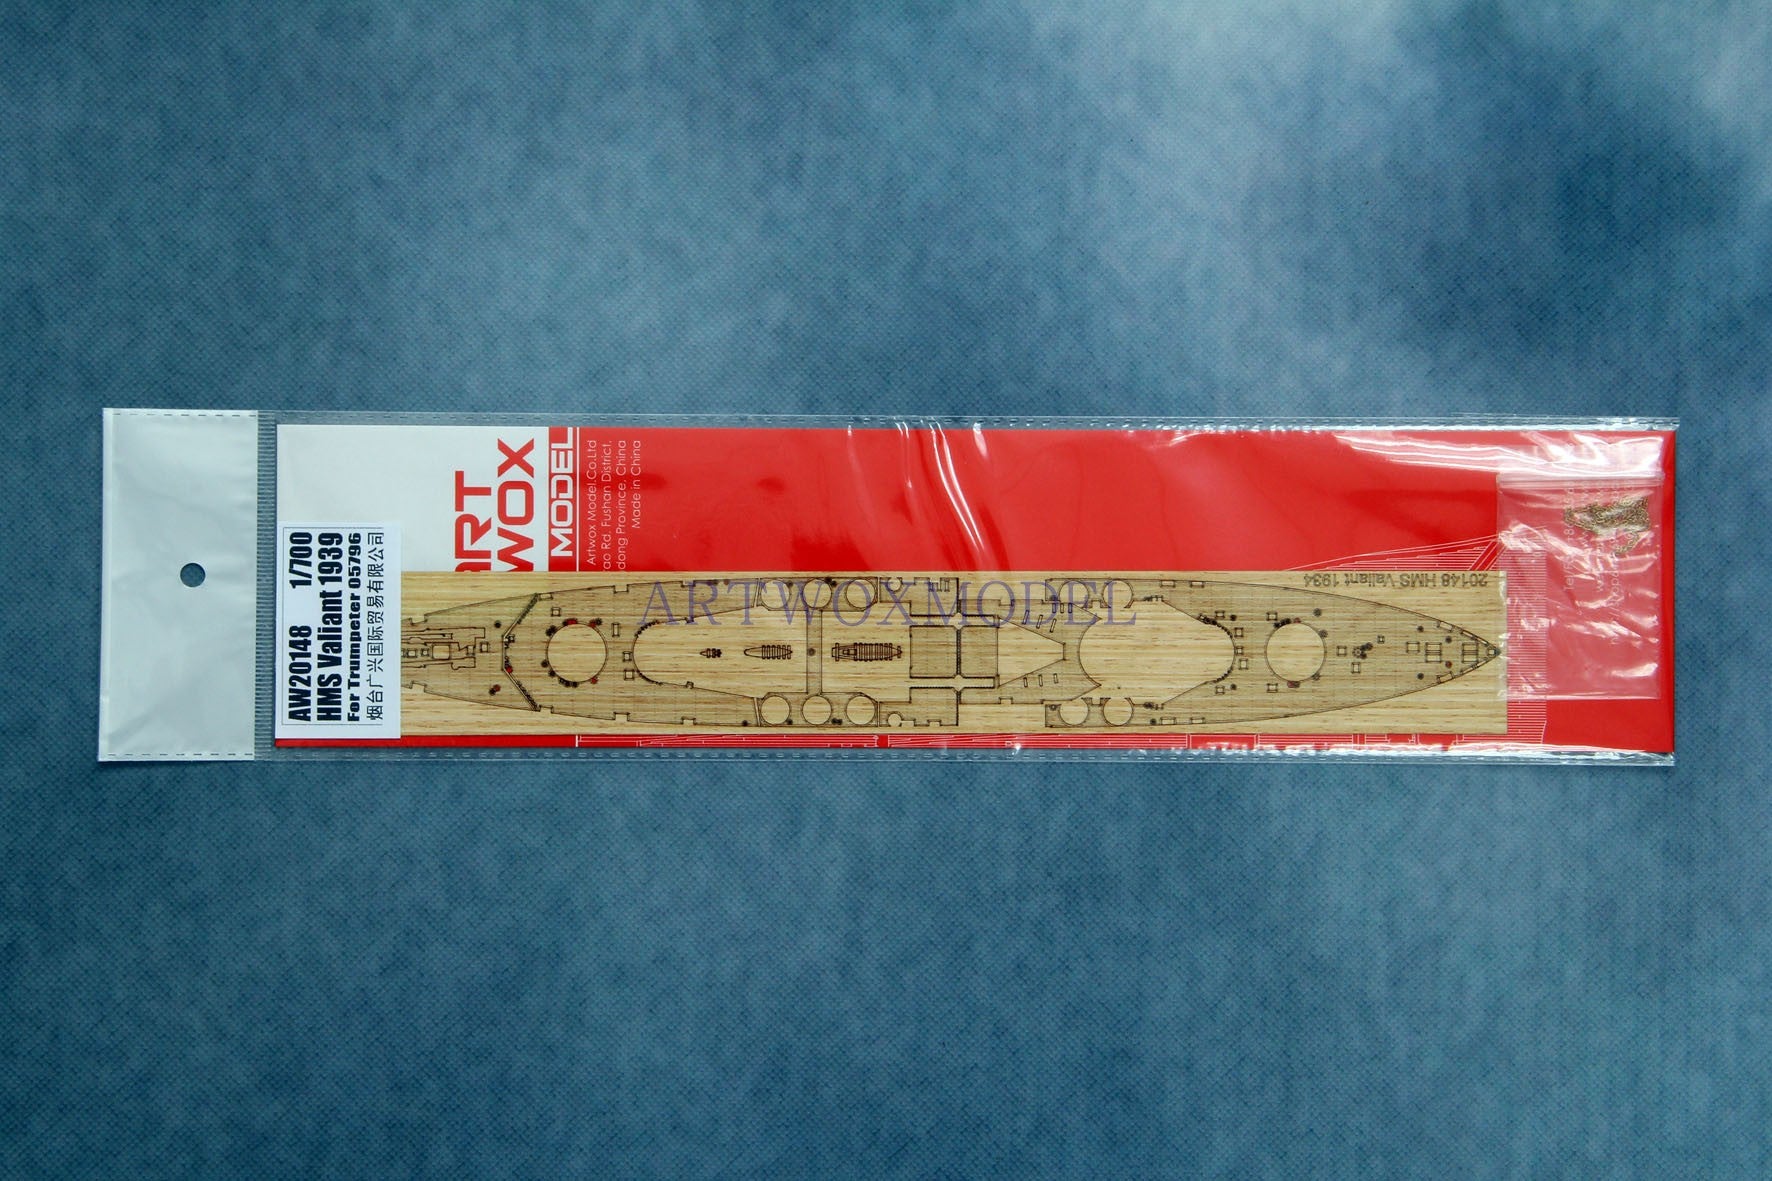 AW20148 1/700
HMS Valiant 1939
For Trumpeter 05796
烟台广兴国际贸易有限公司
ART
WOX
MODEL
Artwox Model.Co.Ltd
Rd. Fushan District.
Province. China
Made in China
20148 HMS Valiant 1934
ARTWOXMODEL